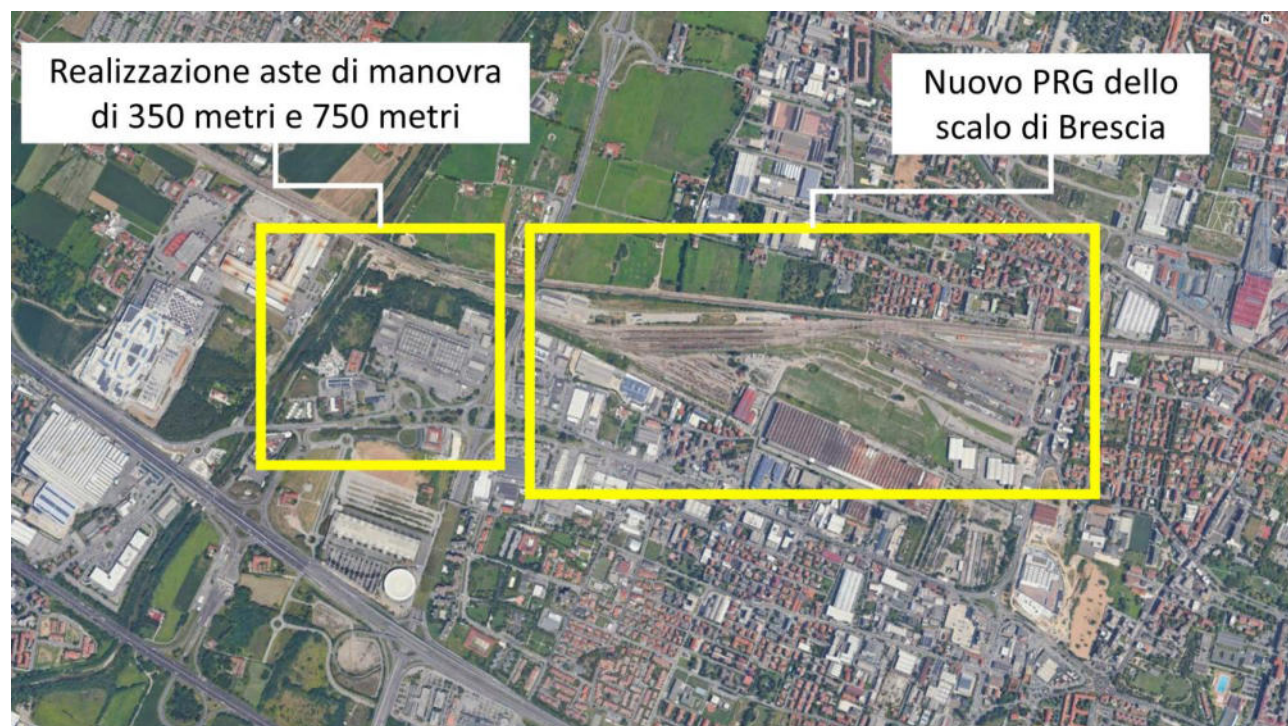 Realizzazione aste di manovra
di 350 metri e 750 metri
Nuovo PRG dello
scalo di Brescia
N